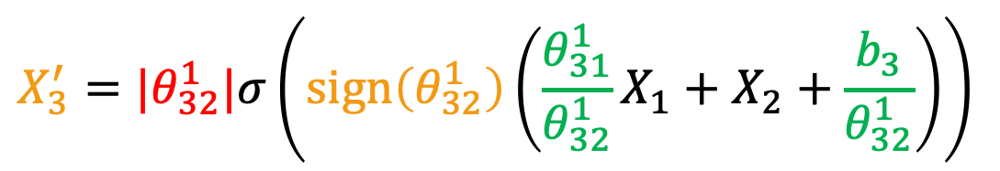 X′₃ = |θ¹₃₂|σ(sign(θ¹₃₂)(θ¹₃₁/θ¹₃₂ X₁ + X₂ + b₃/θ¹₃₂))